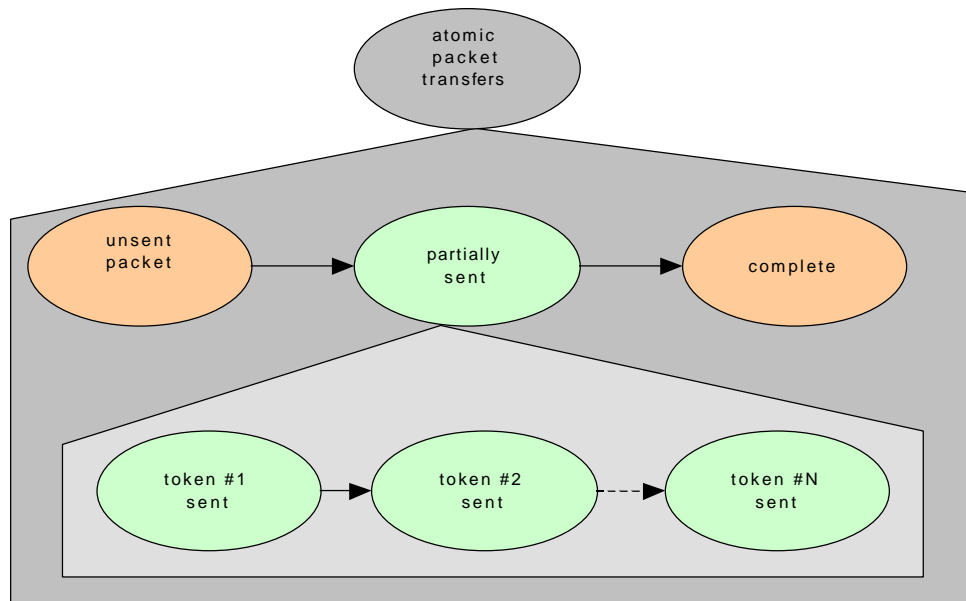 atomic
packet
transfers
unsent
packet
partially
sent
complete
token #1
sent
token #2
sent
token #N
sent